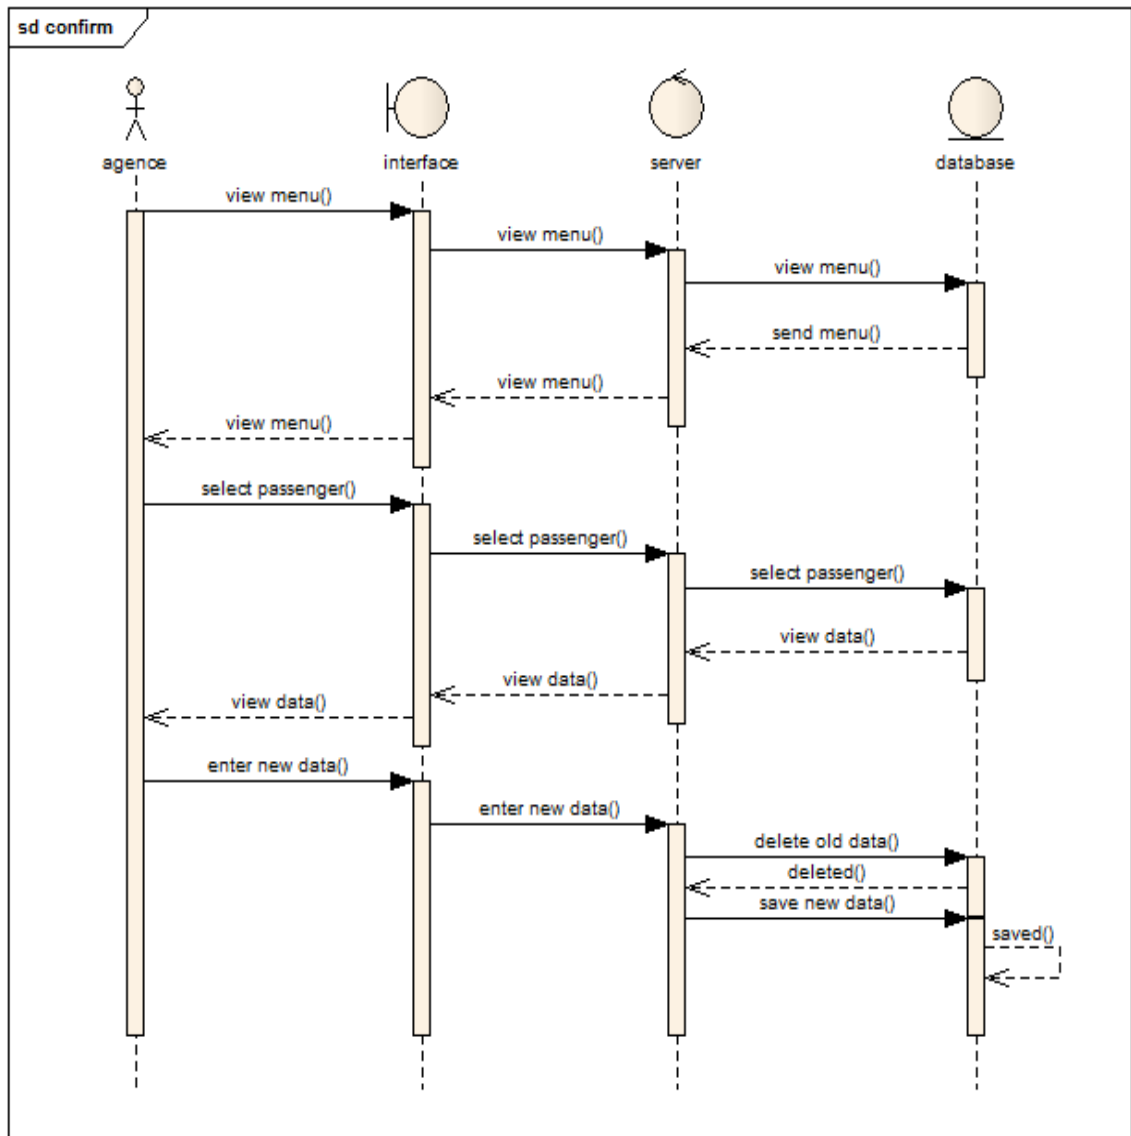 sd confirm
agence
interface
server
database
view menu()
view menu()
view menu()
send menu()
view menu()
view menu()
select passenger()
select passenger()
select passenger()
view data()
view data()
view data()
enter new data()
enter new data()
delete old data()
deleted()
save new data()
saved()